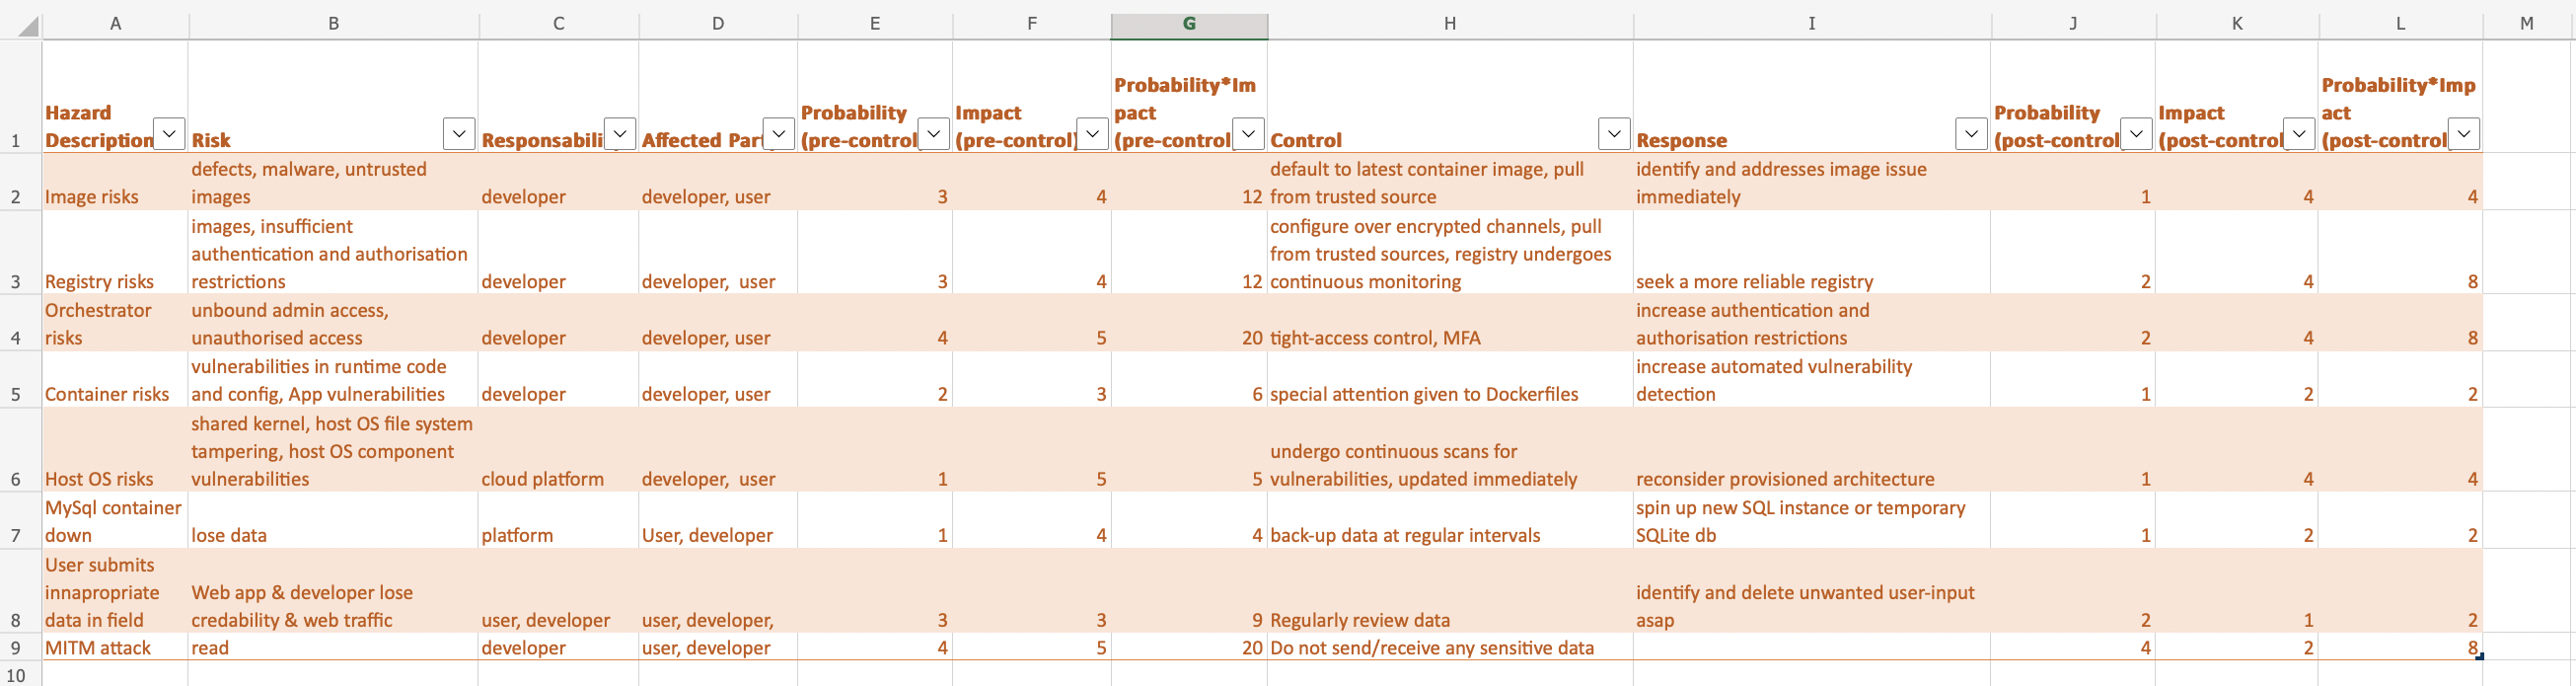 A B C D E F G H I J K L M
1
Hazard
Description
Risk
Responsabili
Affected Part
Probability
(pre-control
Impact
(pre-control)
Probability*Im
pact
(pre-control
Control
Response
Probability
(post-control
Impact
(post-control
Probability*Imp
act
(post-control
2
Image risks
defects, malware, untrusted
images
developer
developer, user
3
4
12
default to latest container image, pull
from trusted source
identify and addresses image issue
immediately
1
4
4
3
Registry risks
images, insufficient
authentication and authorisation
restrictions
developer
developer,  user
3
4
12
configure over encrypted channels, pull
from trusted sources, registry undergoes
continuous monitoring
seek a more reliable registry
2
4
8
4
Orchestrator
risks
unbound admin access,
unauthorised access
developer
developer, user
4
5
20
tight-access control, MFA
increase authentication and
authorisation restrictions
2
4
8
5
Container risks
vulnerabilities in runtime code
and config, App vulnerabilities
developer
developer, user
2
3
6
special attention given to Dockerfiles
increase automated vulnerability
detection
1
2
2
6
Host OS risks
shared kernel, host OS file system
tampering, host OS component
vulnerabilities
cloud platform
developer,  user
1
5
5
undergo continuous scans for
vulnerabilities, updated immediately
reconsider provisioned architecture
1
4
4
7
MySql container
down
lose data
platform
User, developer
1
4
4
back-up data at regular intervals
spin up new SQL instance or temporary
SQLite db
1
2
2
8
User submits
innapropriate
data in field
Web app & developer lose
credability & web traffic
user, developer
user, developer,
3
3
9
Regularly review data
identify and delete unwanted user-input
asap
2
1
2
9
MITM attack
read
developer
user, developer
4
5
20
Do not send/receive any sensitive data
4
2
8
10